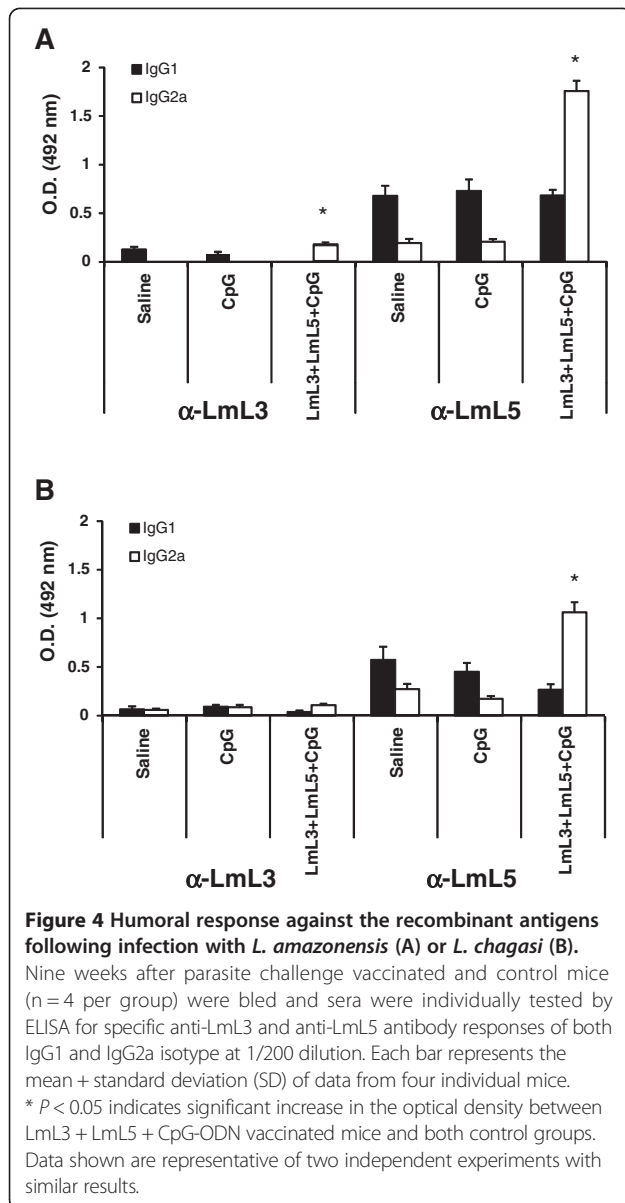 A
2
1.5
1
0.5
0
O.D. (492 nm)
IgG1
IgG2a
*
*
Saline
CpG
LmL3+LmL5+CpG
Saline
CpG
LmL3+LmL5+CpG
α-LmL3
α-LmL5
B
2
1.5
1
0.5
0
O.D. (492 nm)
IgG1
IgG2a
*
Saline
CpG
LmL3+LmL5+CpG
Saline
CpG
LmL3+LmL5+CpG
α-LmL3
α-LmL5
Figure 4 Humoral response against the recombinant antigens
following infection with L. amazonensis (A) or L. chagasi (B).
Nine weeks after parasite challenge vaccinated and control mice
(n = 4 per group) were bled and sera were individually tested by
ELISA for specific anti-LmL3 and anti-LmL5 antibody responses of both
IgG1 and IgG2a isotype at 1/200 dilution. Each bar represents the
mean + standard deviation (SD) of data from four individual mice.
* P < 0.05 indicates significant increase in the optical density between
LmL3 + LmL5 + CpG-ODN vaccinated mice and both control groups.
Data shown are representative of two independent experiments with
similar results.